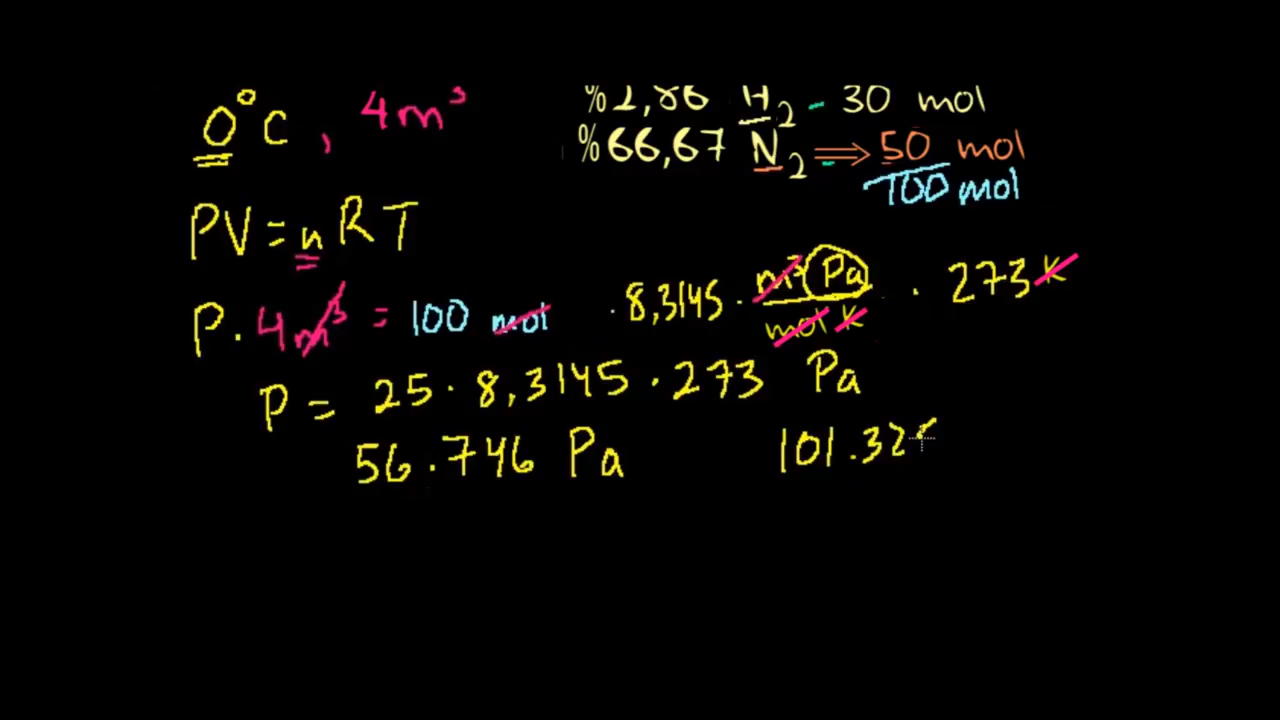 %2,86 H2 - 30 mol
0°C, 4m³
%66,67 N2 ⟹ 50 mol
100 mol
PV = nRT
P. 4m³ = 100 mol . 8,3145 . m³ Pa / mol K . 273 K
P = 25 . 8,3145 . 273 Pa
56.746 Pa 101.32